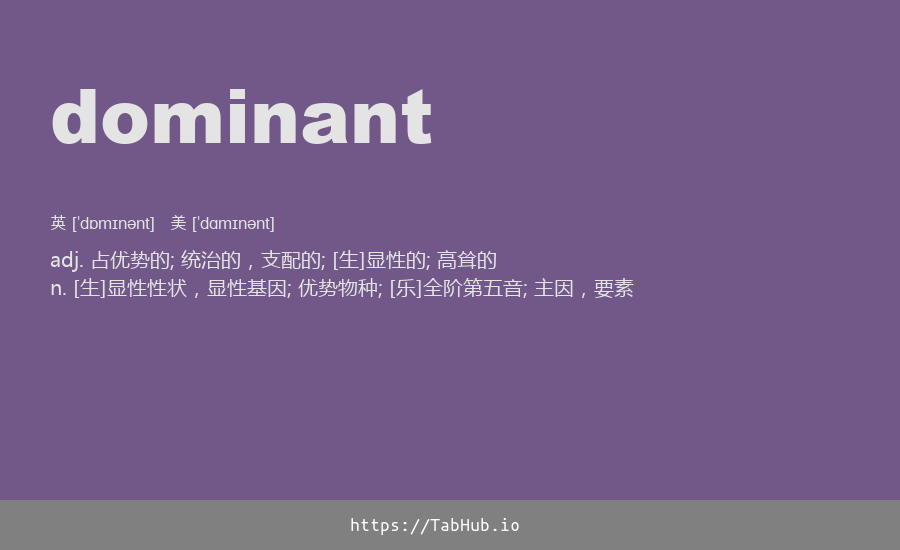 dominant
英 [ˈdɒmɪnənt] 美 [ˈdɑmɪnənt]
adj. 占优势的; 统治的，支配的; [生]显性的; 高耸的
n. [生]显性性状，显性基因; 优势物种; [乐]全阶第五音; 主因，要素
https://TabHub.io